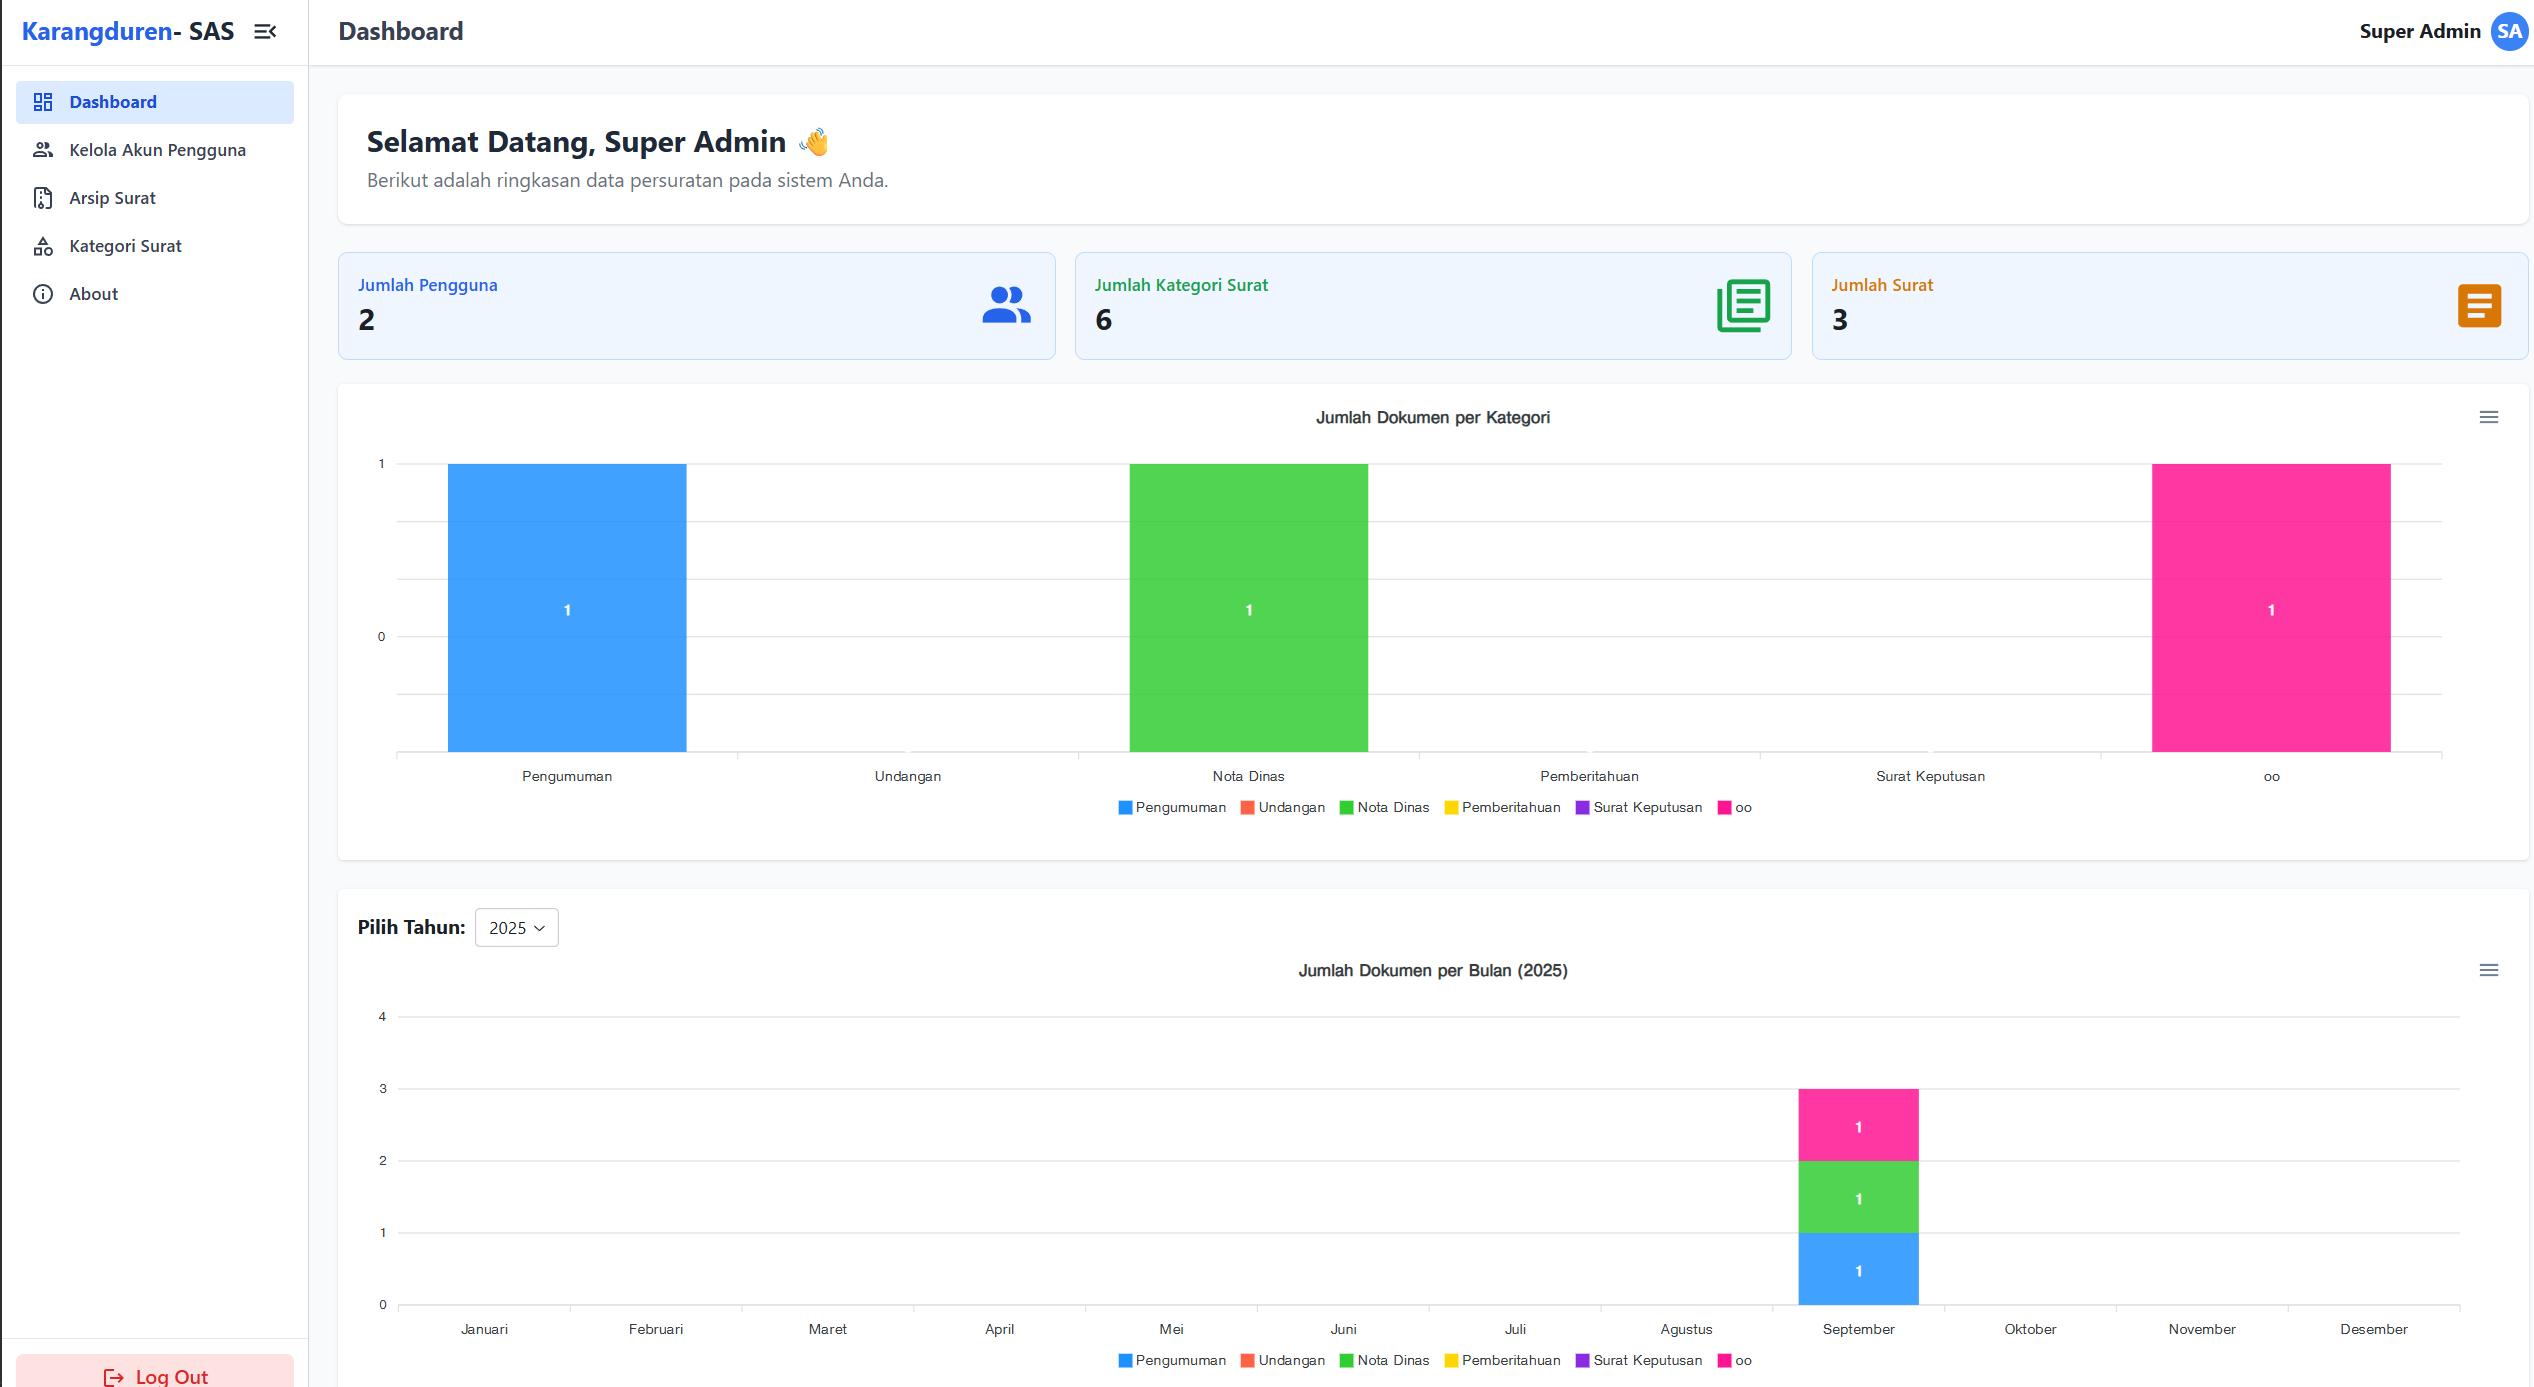 Karangduren- SAS
Dashboard
Super Admin SA
Dashboard
Kelola Akun Pengguna
Arsip Surat
Kategori Surat
About
Log Out
Selamat Datang, Super Admin 👋
Berikut adalah ringkasan data persuratan pada sistem Anda.
Jumlah Pengguna
2
Jumlah Kategori Surat
6
Jumlah Surat
3
Jumlah Dokumen per Kategori
1
0
1 1 1
Pengumuman Undangan Nota Dinas Pemberitahuan Surat Keputusan oo
Pengumuman Undangan Nota Dinas Pemberitahuan Surat Keputusan oo
Pilih Tahun: 2025
Jumlah Dokumen per Bulan (2025)
4
3
1
2
1
1
1
0
Januari Februari Maret April Mei Juni Juli Agustus September Oktober November Desember
Pengumuman Undangan Nota Dinas Pemberitahuan Surat Keputusan oo